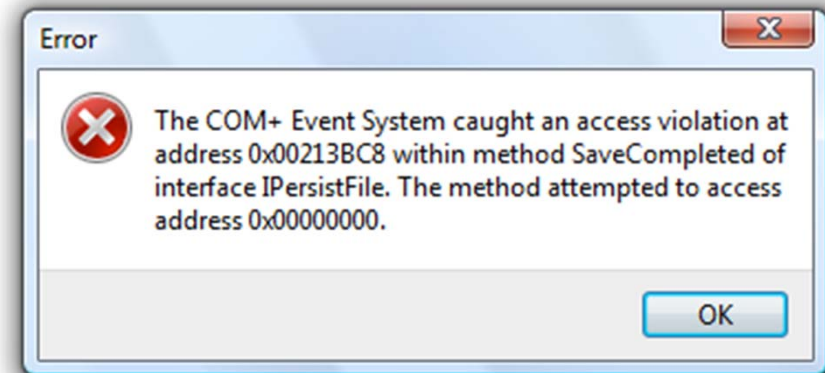 Error
The COM+ Event System caught an access violation at
address 0x00213BC8 within method SaveCompleted of
interface IPersistFile. The method attempted to access
address 0x00000000.
OK